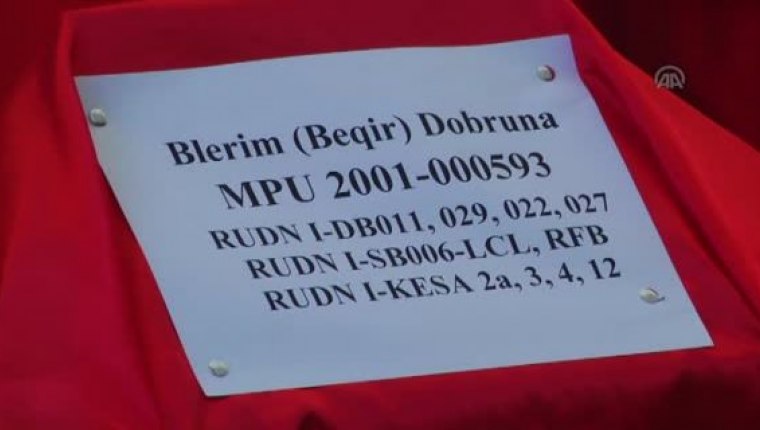 AA
Blerim (Beqir) Dobruna
MPU 2001-000593
RUDN I-DB011, 029, 022, 027
RUDN I-SB006-LCL, RFB
RUDN I-KESA 2a, 3, 4, 12